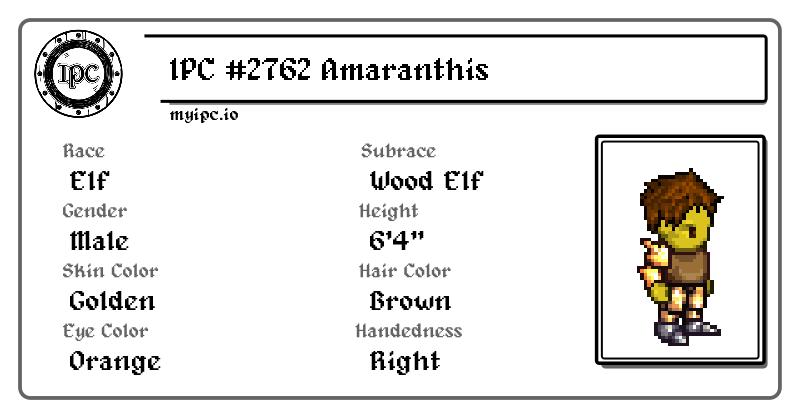 IPC
IPC #2762 Amaranthis
myipc.io
Race
Elf
Subrace
Wood Elf
Gender
Male
Height
6'4"
Skin Color
Golden
Hair Color
Brown
Eye Color
Orange
Handedness
Right